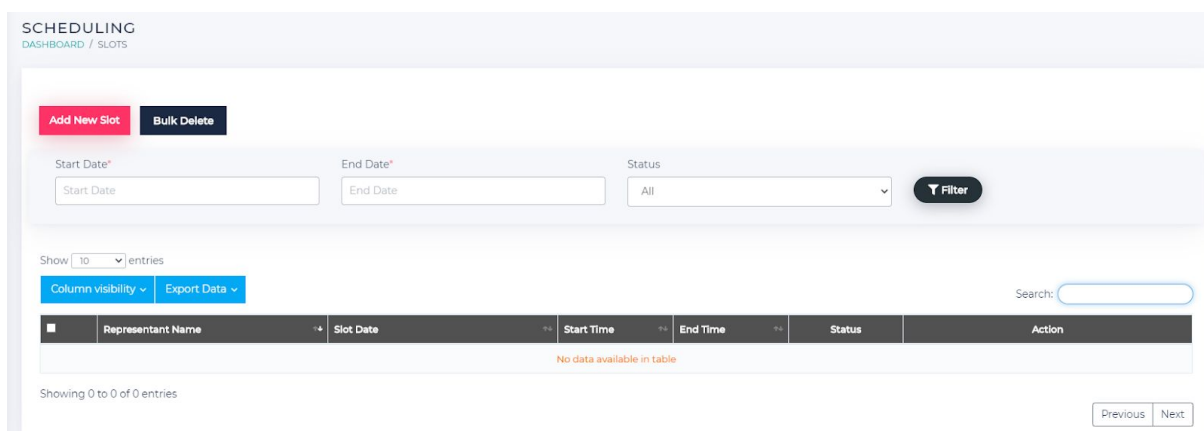 SCHEDULING
DASHBOARD / SLOTS
Add New Slot Bulk Delete
Start Date* End Date* Status
Start Date End Date All Filter
Show 10 entries
Column visibility Export Data Search:
Representant Name Slot Date Start Time End Time Status Action
No data available in table
Showing 0 to 0 of 0 entries
Previous Next